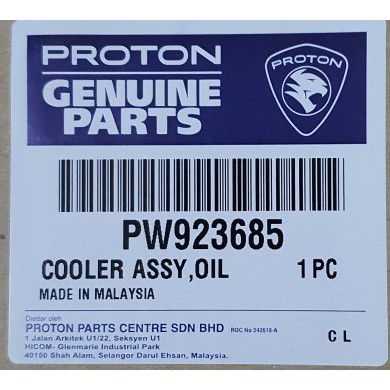 PROTON
PROTON
GENUINE
PARTS
PW923685
COOLER ASSY,OIL 1 PC
MADE IN MALAYSIA
Diedar oleh
PROTON PARTS CENTRE SDN BHD ROC No 242610-A
1 Jalan Arkitek U1/22, Seksyen U1
HICOM- Glenmarie Industrial Park
40150 Shah Alam, Selangor Darul Ehsan, Malaysia.
C L